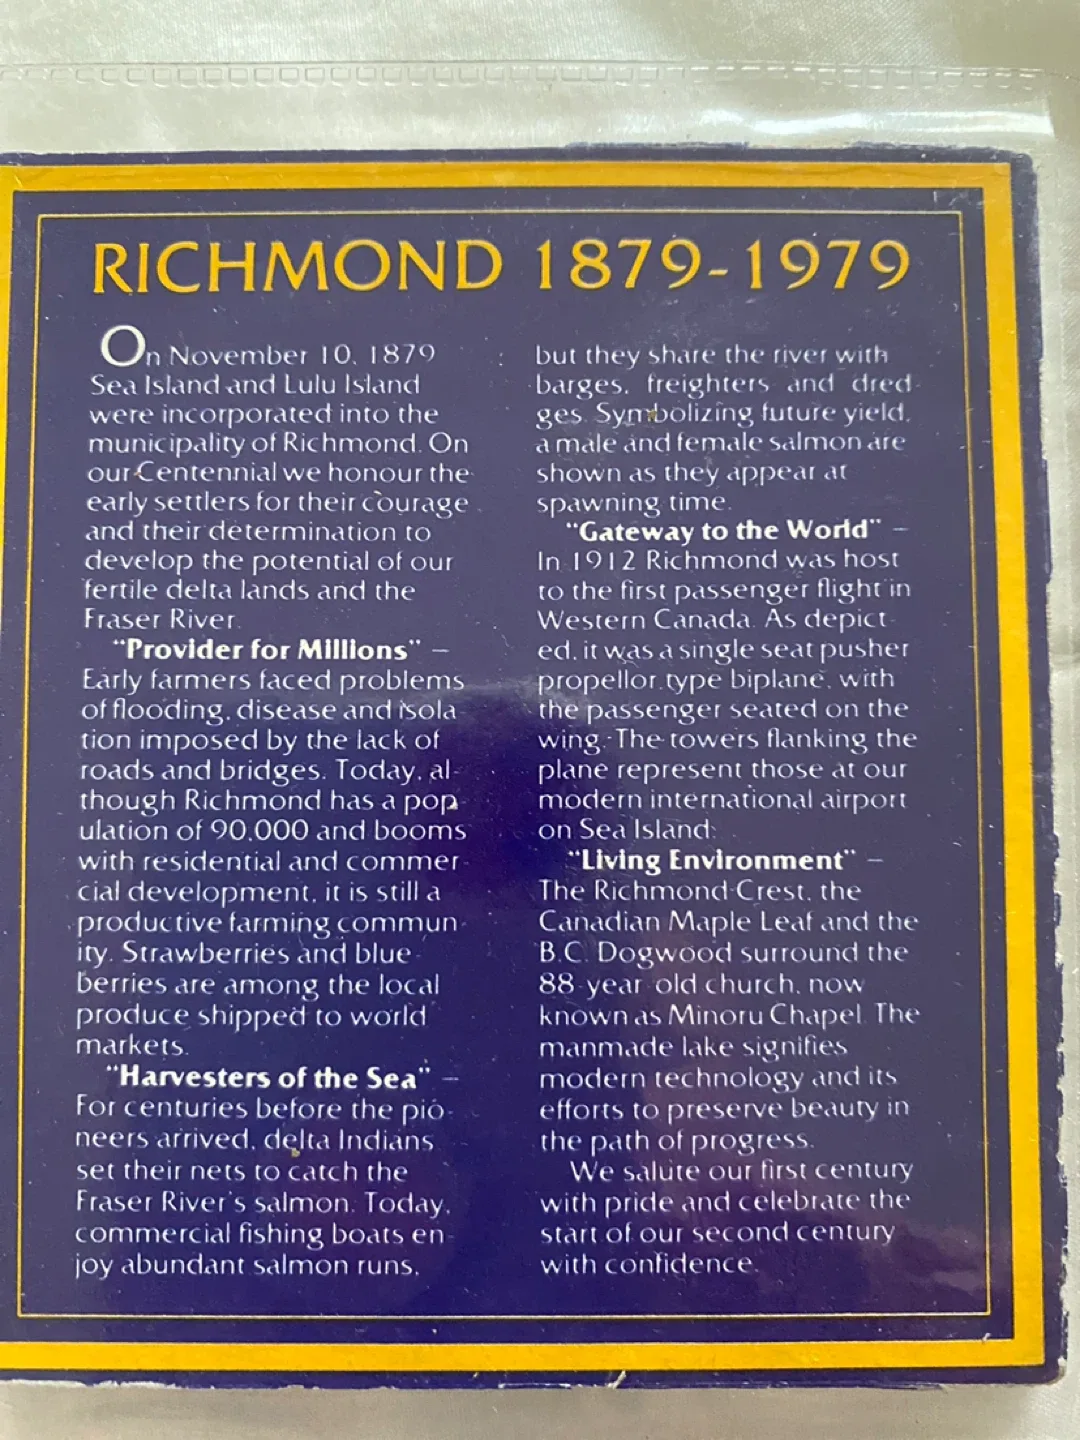 RICHMOND 1879-1979
On November 10, 1879
Sea Island and Lulu Island
were incorporated into the
municipality of Richmond. On
our Centennial we honour the
early settlers for their courage
and their determination to
develop the potential of our
fertile delta lands and the
Fraser River.
"Provider for Millions" –
Early farmers faced problems
of flooding, disease and isola
tion imposed by the lack of
roads and bridges. Today, al-
though Richmond has a pop-
ulation of 90,000 and booms
with residential and commer-
cial development, it is still a
productive farming commun-
ity. Strawberries and blue-
berries are among the local
produce shipped to world
markets.
"Harvesters of the Sea" –
For centuries before the pio-
neers arrived, delta Indians
set their nets to catch the
Fraser River's salmon. Today,
commercial fishing boats en-
joy abundant salmon runs,
but they share the river with
barges, freighters and dred-
ges. Symbolizing future yield,
a male and female salmon are
shown as they appear at
spawning time.
"Gateway to the World" –
In 1912 Richmond was host
to the first passenger flight in
Western Canada. As depict-
ed, it was a single seat pusher
propellor type biplane, with
the passenger seated on the
wing. The towers flanking the
plane represent those at our
modern international airport
on Sea Island.
"Living Environment" –
The Richmond Crest, the
Canadian Maple Leaf and the
B.C. Dogwood surround the
88-year-old church, now
known as Minoru Chapel. The
manmade lake signifies
modern technology and its
efforts to preserve beauty in
the path of progress.
We salute our first century
with pride and celebrate the
start of our second century
with confidence.